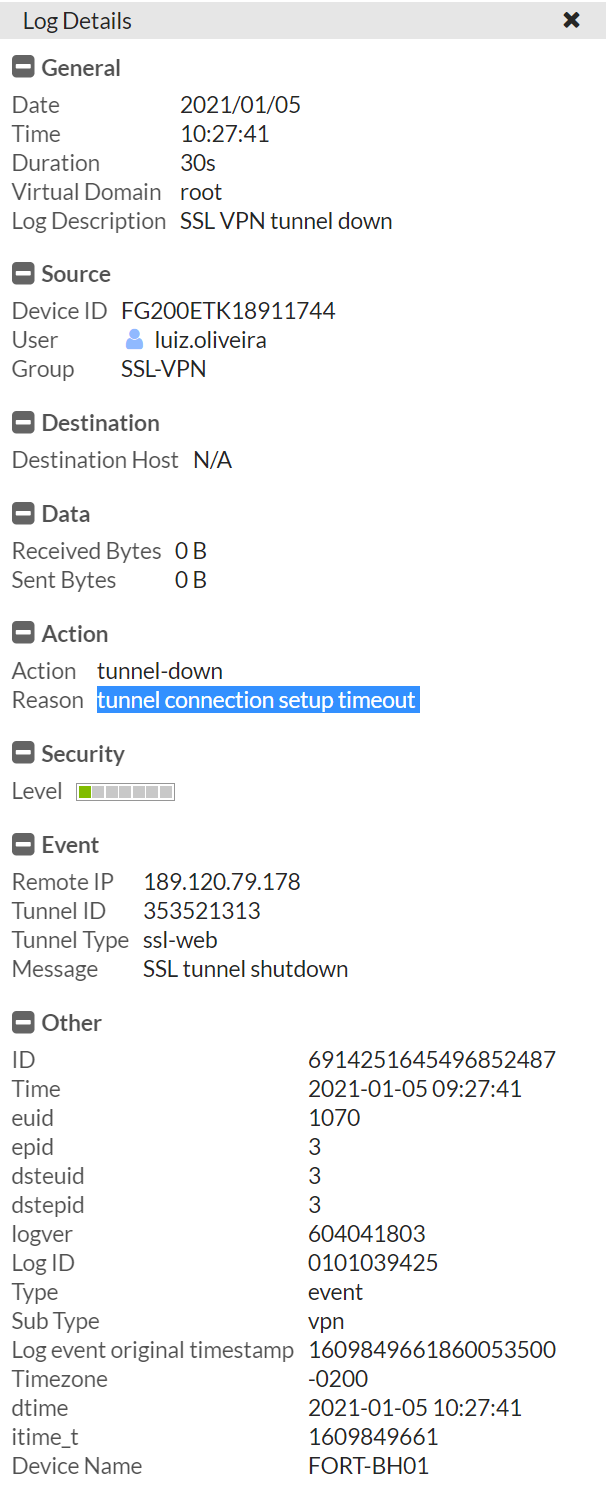 Log Details
General
Date 2021/01/05
Time 10:27:41
Duration 30s
Virtual Domain root
Log Description SSL VPN tunnel down
Source
Device ID FG200ETK18911744
User luiz.oliveira
Group SSL-VPN
Destination
Destination Host N/A
Data
Received Bytes 0 B
Sent Bytes 0 B
Action
Action tunnel-down
Reason tunnel connection setup timeout
Security
Level
Event
Remote IP 189.120.79.178
Tunnel ID 353521313
Tunnel Type ssl-web
Message SSL tunnel shutdown
Other
ID 6914251645496852487
Time 2021-01-05 09:27:41
euid 1070
epid 3
dsteuid 3
dstepid 3
logver 604041803
Log ID 0101039425
Type event
Sub Type vpn
Log event original timestamp 1609849661860053500
Timezone -0200
dtime 2021-01-05 10:27:41
itime_t 1609849661
Device Name FORT-BH01